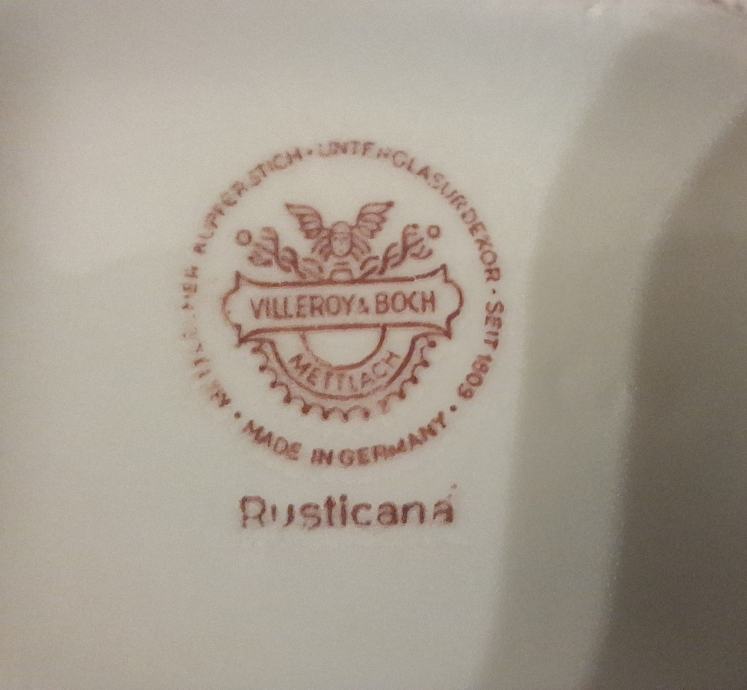 KUPFERSTICH · UNTERGLASURDEKOR · SEIT 1809 · MADE IN GERMANY ·
VILLEROY & BOCH
METTLACH
Rusticana